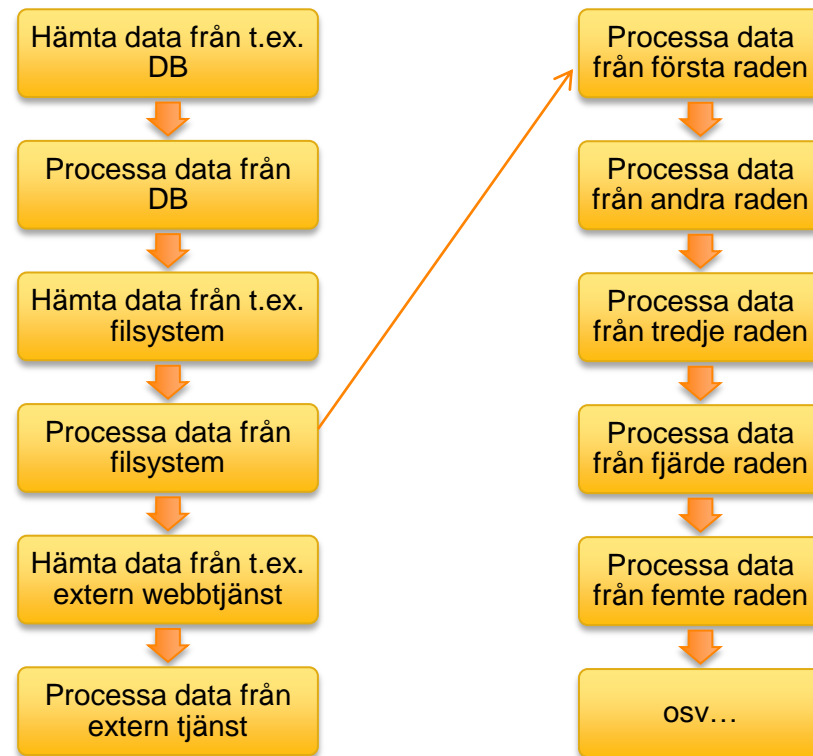 Hämta data från t.ex.
DB
Processa data från
DB
Hämta data från t.ex.
filsystem
Processa data från
filsystem
Hämta data från t.ex.
extern webbtjänst
Processa data från
extern tjänst
Processa data
från första raden
Processa data
från andra raden
Processa data
från tredje raden
Processa data
från fjärde raden
Processa data
från femte raden
osv…